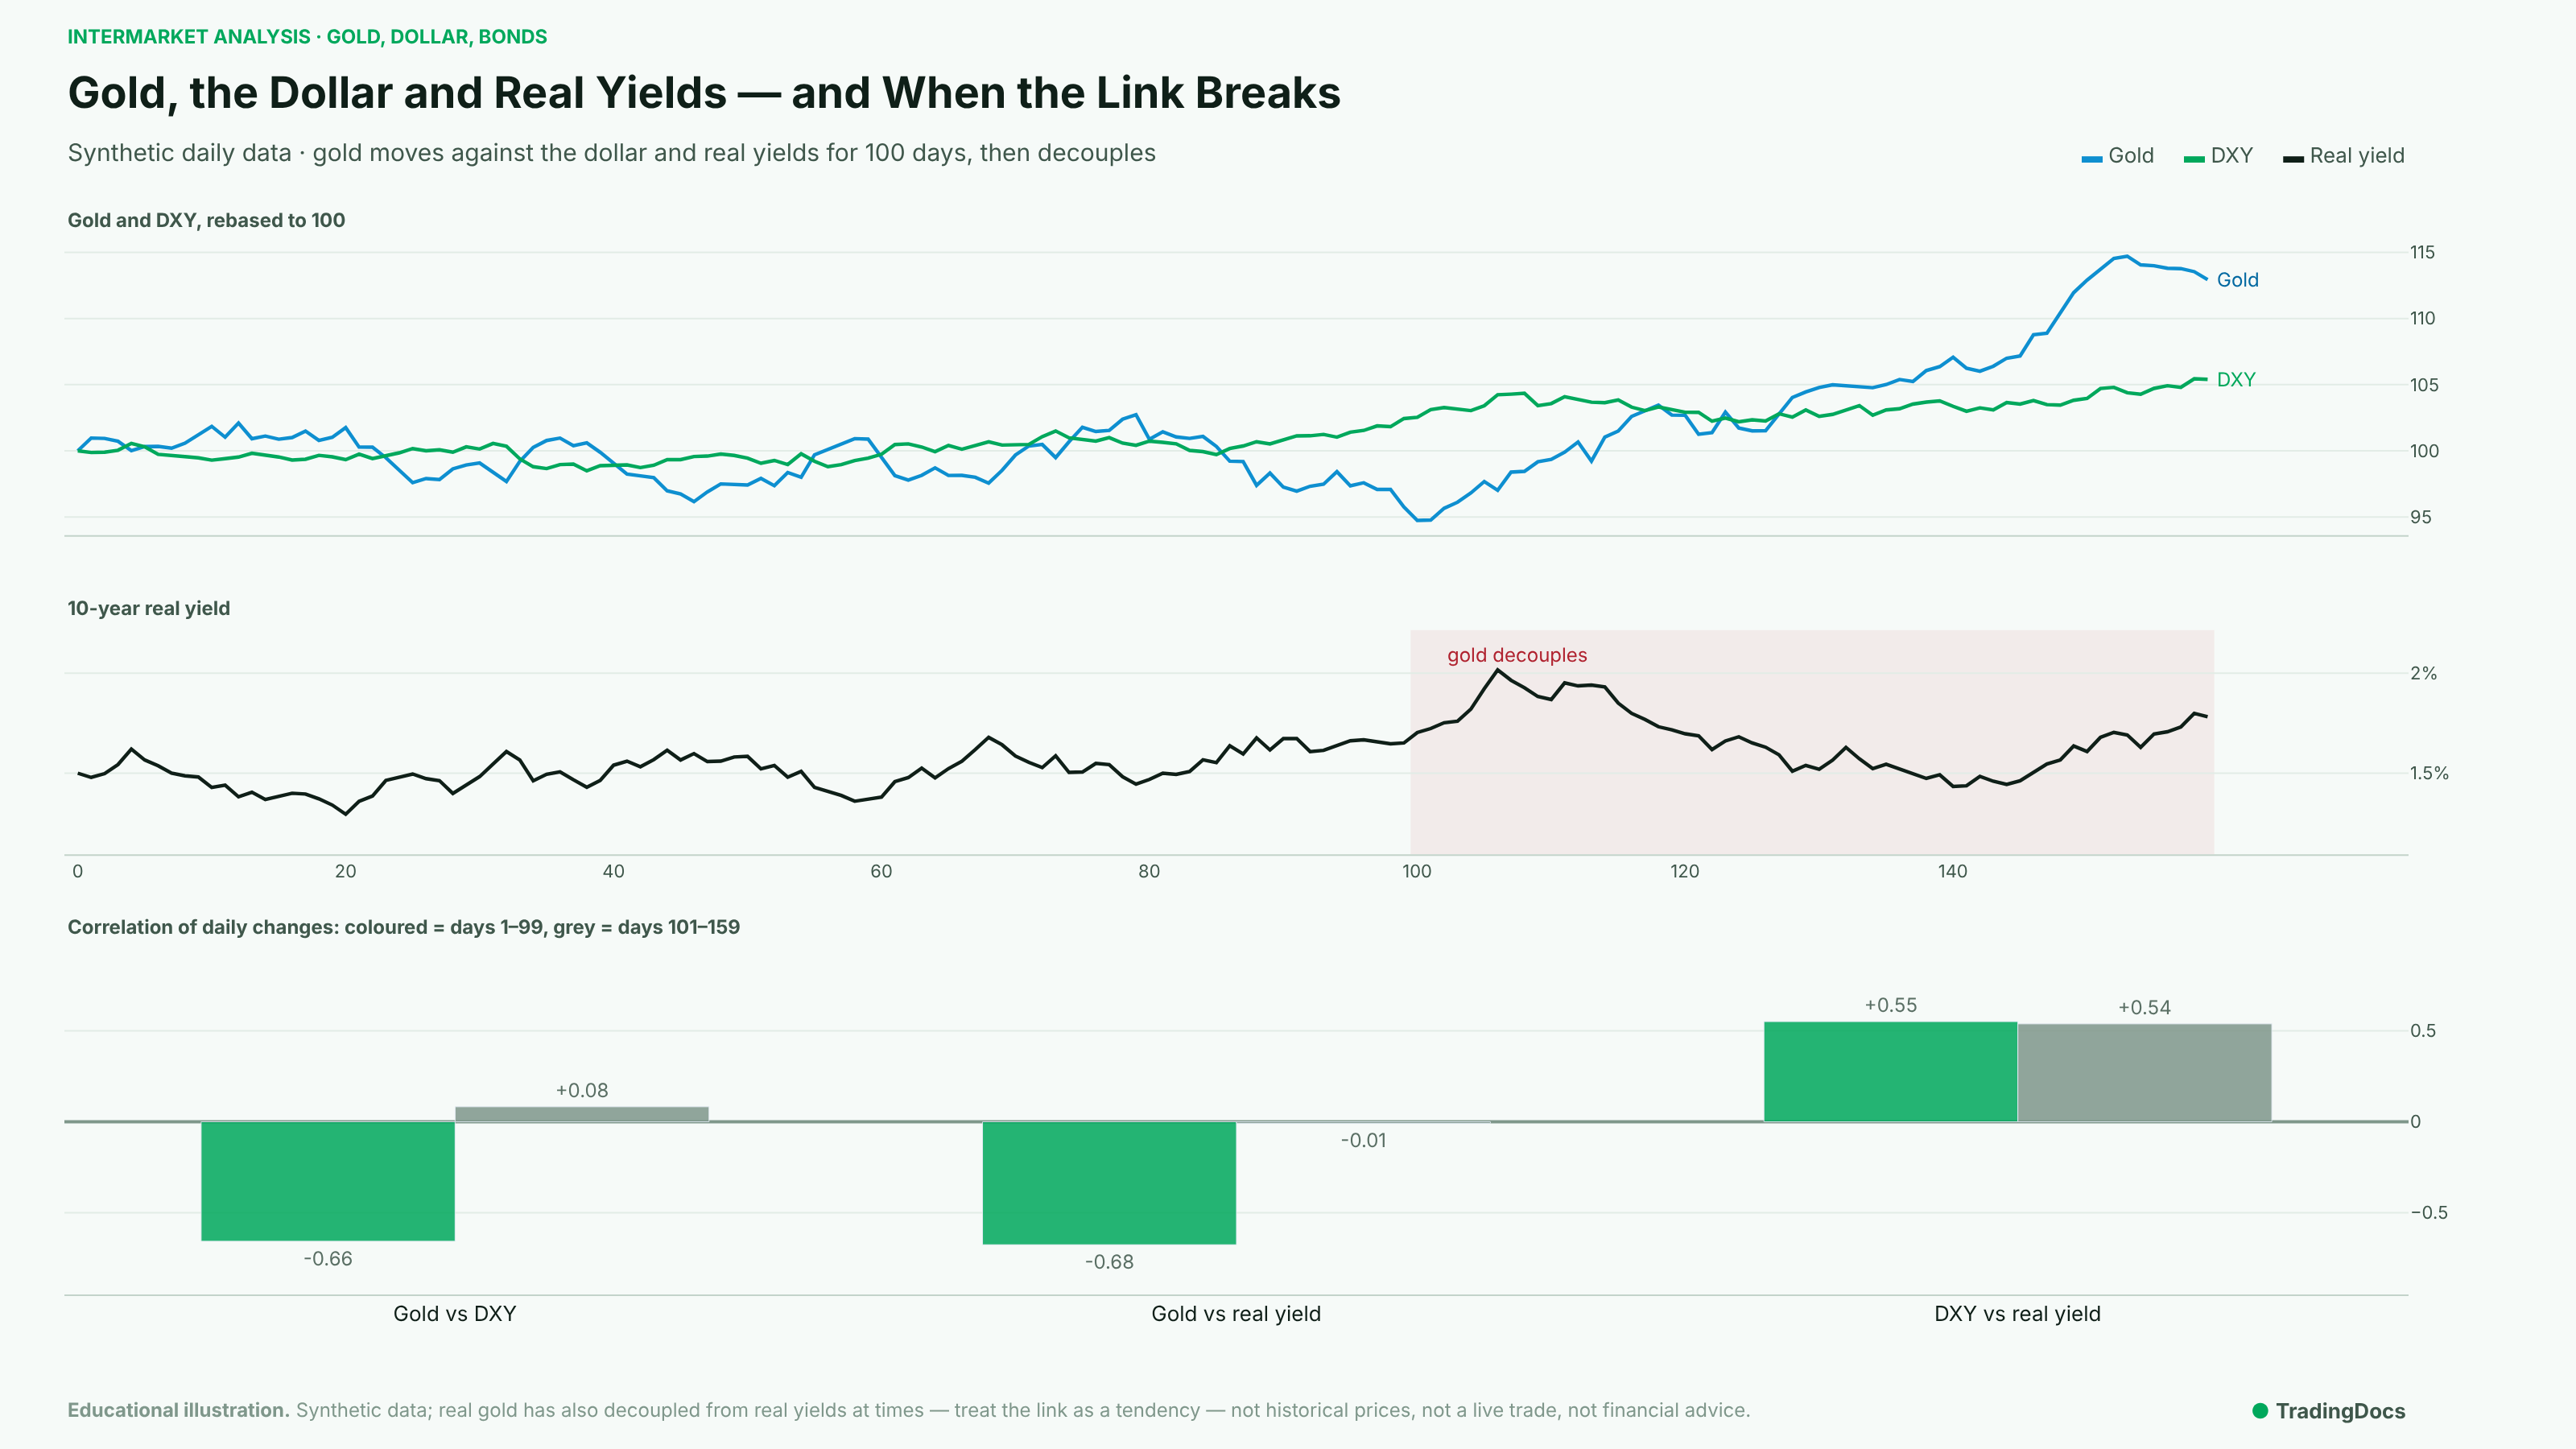 INTERMARKET ANALYSIS · GOLD, DOLLAR, BONDS
Gold, the Dollar and Real Yields — and When the Link Breaks
Synthetic daily data · gold moves against the dollar and real yields for 100 days, then decouples
Gold DXY Real yield
Gold and DXY, rebased to 100
115
Gold
110
DXY
105
100
95
10-year real yield
gold decouples
2%
1.5%
0 20 40 60 80 100 120 140
Correlation of daily changes: coloured = days 1–99, grey = days 101–159
+0.55 +0.54
0.5
+0.08
0
-0.01
−0.5
-0.66 -0.68
Gold vs DXY Gold vs real yield DXY vs real yield
Educational illustration. Synthetic data; real gold has also decoupled from real yields at times — treat the link as a tendency — not historical prices, not a live trade, not financial advice.
TradingDocs